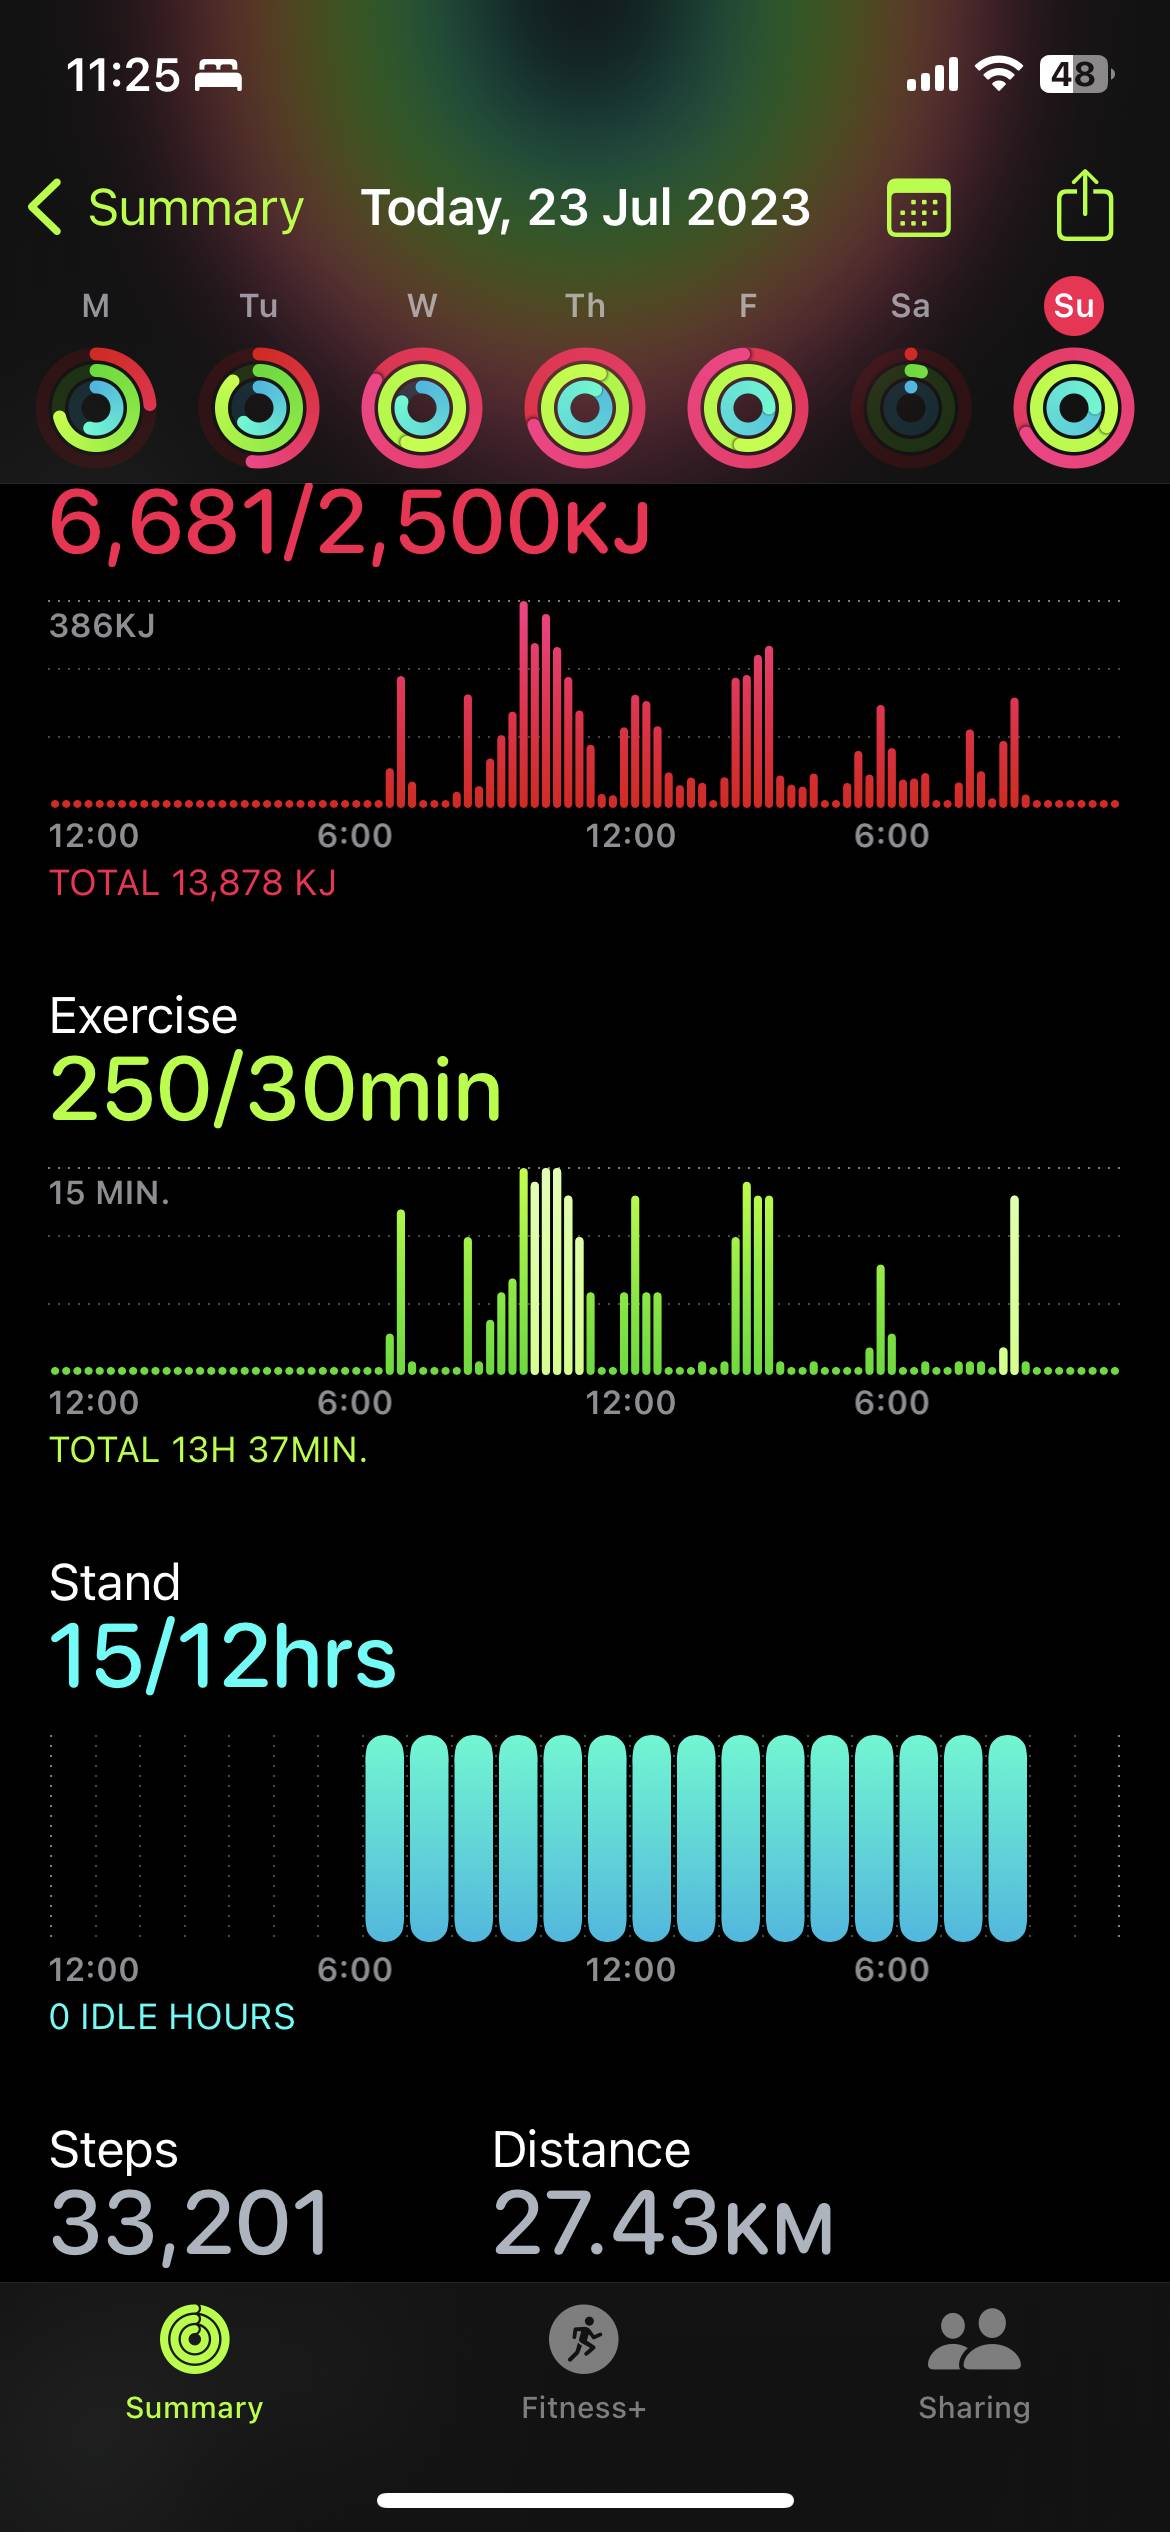 11:25 48
Summary Today, 23 Jul 2023
M Tu W Th F Sa Su
6,681/2,500KJ
386KJ
12:00 6:00 12:00 6:00
TOTAL 13,878 KJ
Exercise
250/30min
15 MIN.
12:00 6:00 12:00 6:00
TOTAL 13H 37MIN.
Stand
15/12hrs
12:00 6:00 12:00 6:00
0 IDLE HOURS
Steps Distance
33,201 27.43KM
Summary Fitness+ Sharing